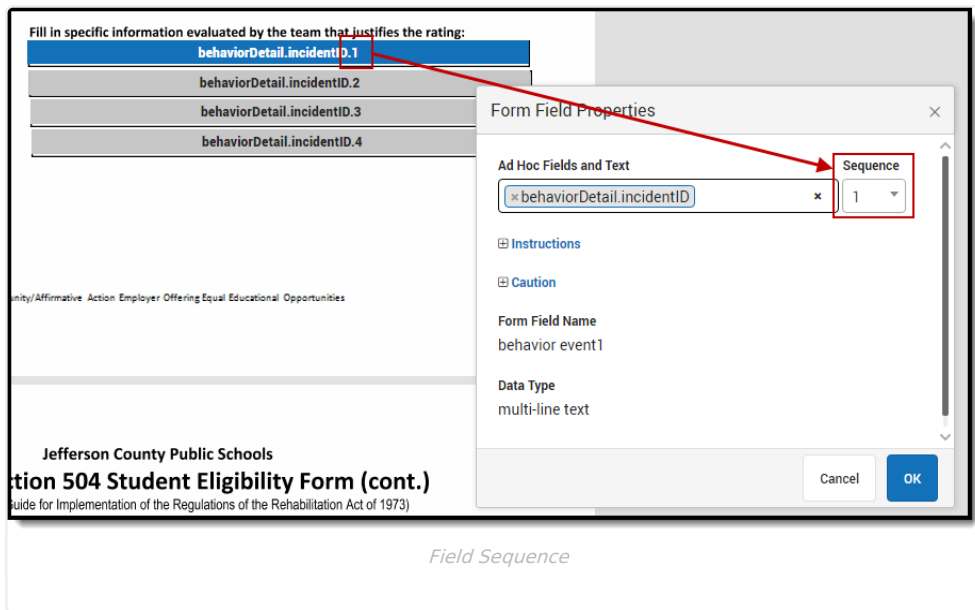 Fill in specific information evaluated by the team that justifies the rating:
behaviorDetail.incidentID.1
behaviorDetail.incidentID.2
behaviorDetail.incidentID.3
behaviorDetail.incidentID.4
Form Field Properties ×
Ad Hoc Fields and Text Sequence
× behaviorDetail.incidentID × 1
Instructions
Caution
Form Field Name
behavior event1
Data Type
multi-line text
Cancel OK
nity/Affirmative Action Employer Offering Equal Educational Opportunities
Jefferson County Public Schools
ction 504 Student Eligibility Form (cont.)
uide for Implementation of the Regulations of the Rehabilitation Act of 1973)
Field Sequence